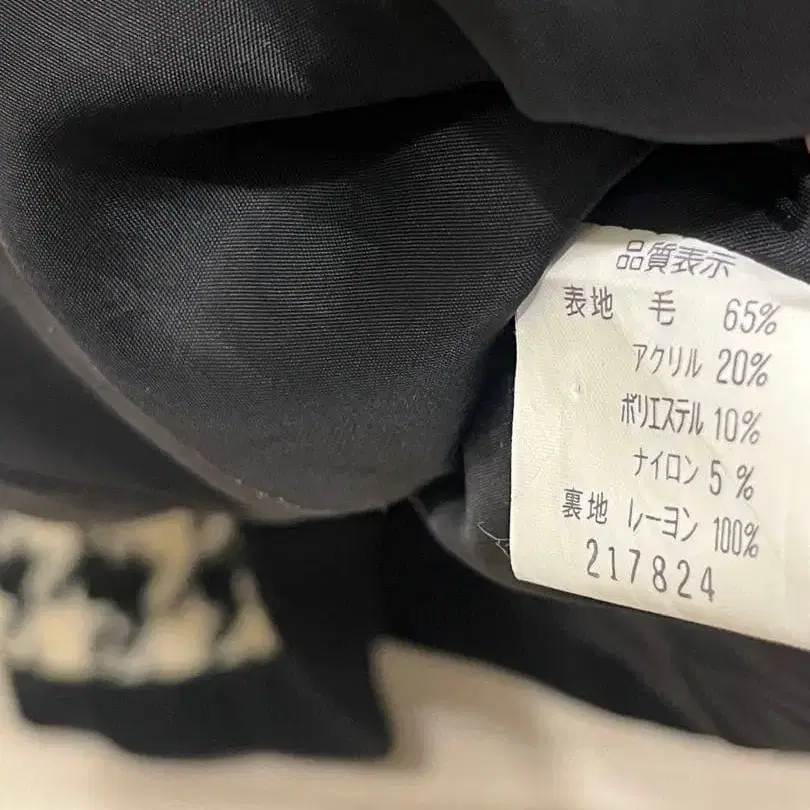 品質表示
表地 毛 65%
アクリル 20%
ポリエステル 10%
ナイロン 5%
裏地 レーヨン 100%
217824